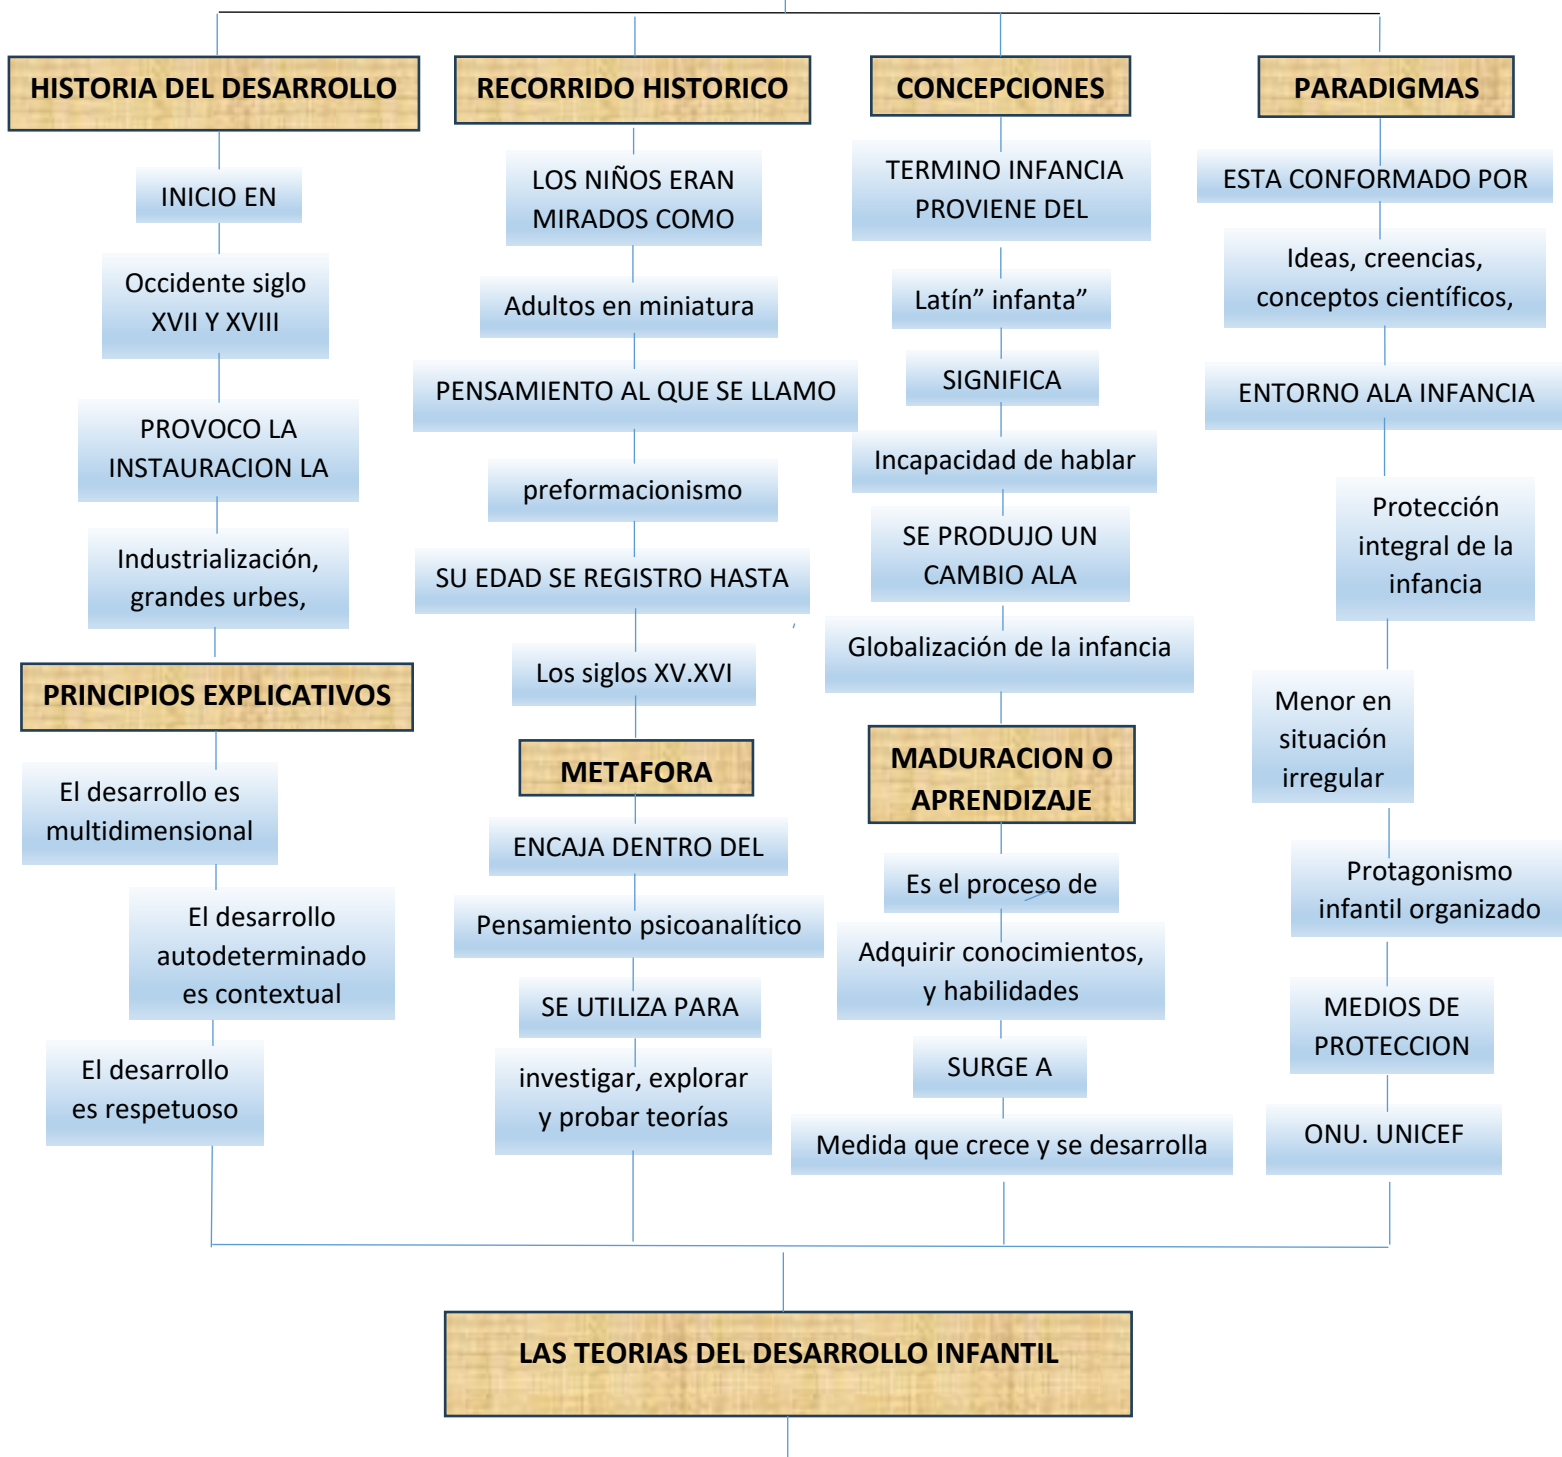 HISTORIA DEL DESARROLLO
INICIO EN
Occidente siglo
XVII Y XVIII
PROVOCO LA
INSTAURACION LA
Industrialización,
grandes urbes,
PRINCIPIOS EXPLICATIVOS
El desarrollo es
multidimensional
El desarrollo
autodeterminado
es contextual
El desarrollo
es respetuoso
RECORRIDO HISTORICO
LOS NIÑOS ERAN
MIRADOS COMO
Adultos en miniatura
PENSAMIENTO AL QUE SE LLAMO
preformacionismo
SU EDAD SE REGISTRO HASTA
Los siglos XV.XVI
METAFORA
ENCAJA DENTRO DEL
Pensamiento psicoanalítico
SE UTILIZA PARA
investigar, explorar
y probar teorías
CONCEPCIONES
TERMINO INFANCIA
PROVIENE DEL
Latín” infanta”
SIGNIFICA
Incapacidad de hablar
SE PRODUJO UN
CAMBIO ALA
Globalización de la infancia
MADURACION O
APRENDIZAJE
Es el proceso de
Adquirir conocimientos,
y habilidades
SURGE A
Medida que crece y se desarrolla
PARADIGMAS
ESTA CONFORMADO POR
Ideas, creencias,
conceptos científicos,
ENTORNO ALA INFANCIA
Protección
integral de la
infancia
Menor en
situación
irregular
Protagonismo
infantil organizado
MEDIOS DE
PROTECCION
ONU. UNICEF
LAS TEORIAS DEL DESARROLLO INFANTIL